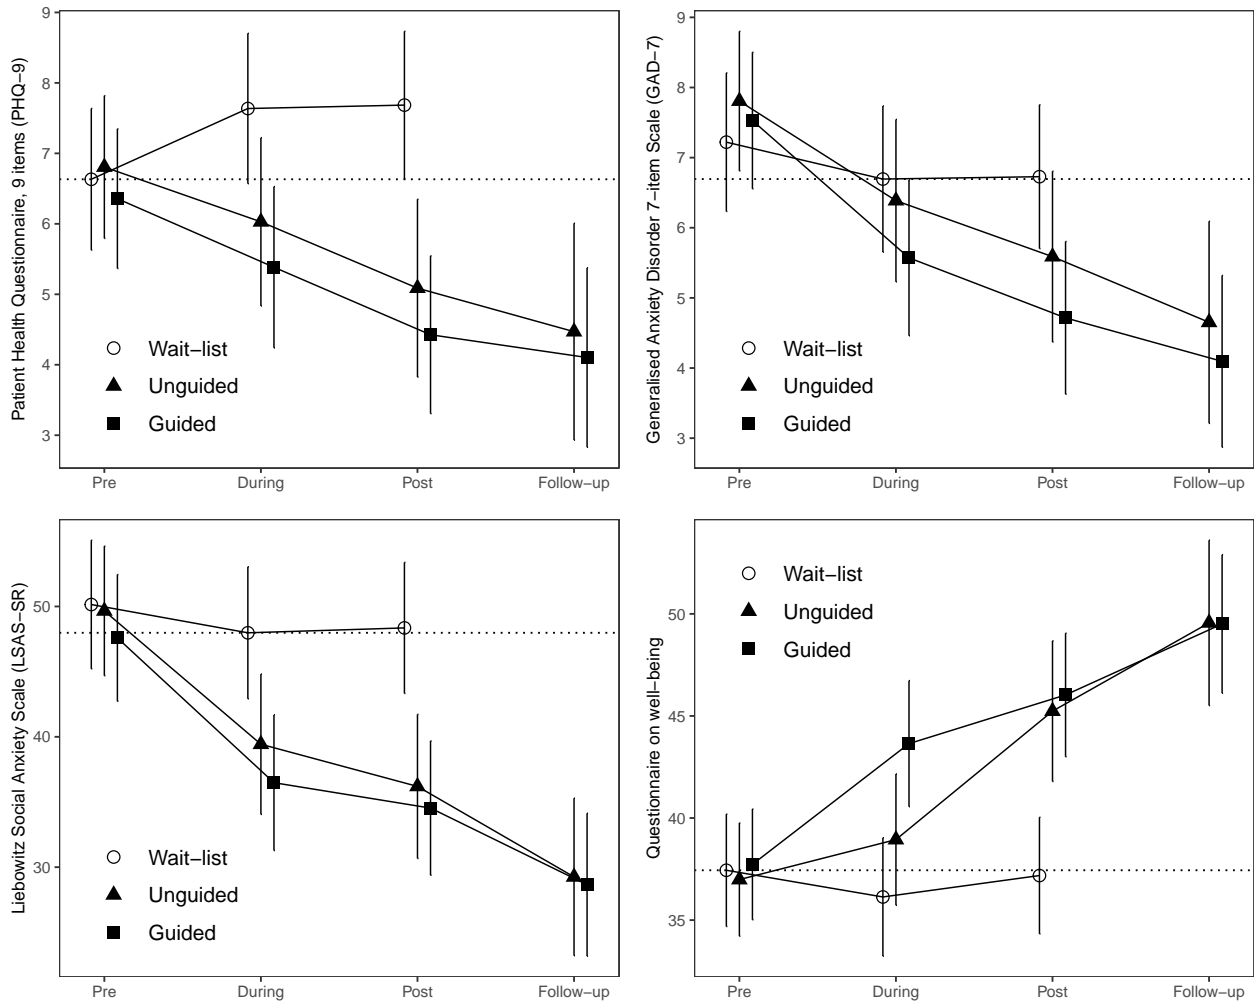 Patient Health Questionnaire, 9 items (PHQ−9)
9
8
7
6
5
4
3
Wait−list
Unguided
Guided
Pre
During
Post
Follow−up
Generalised Anxiety Disorder 7−item Scale (GAD−7)
9
8
7
6
5
4
3
Wait−list
Unguided
Guided
Pre
During
Post
Follow−up
Liebowitz Social Anxiety Scale (LSAS−SR)
50
40
30
Wait−list
Unguided
Guided
Pre
During
Post
Follow−up
Questionnaire on well−being
50
45
40
35
Wait−list
Unguided
Guided
Pre
During
Post
Follow−up